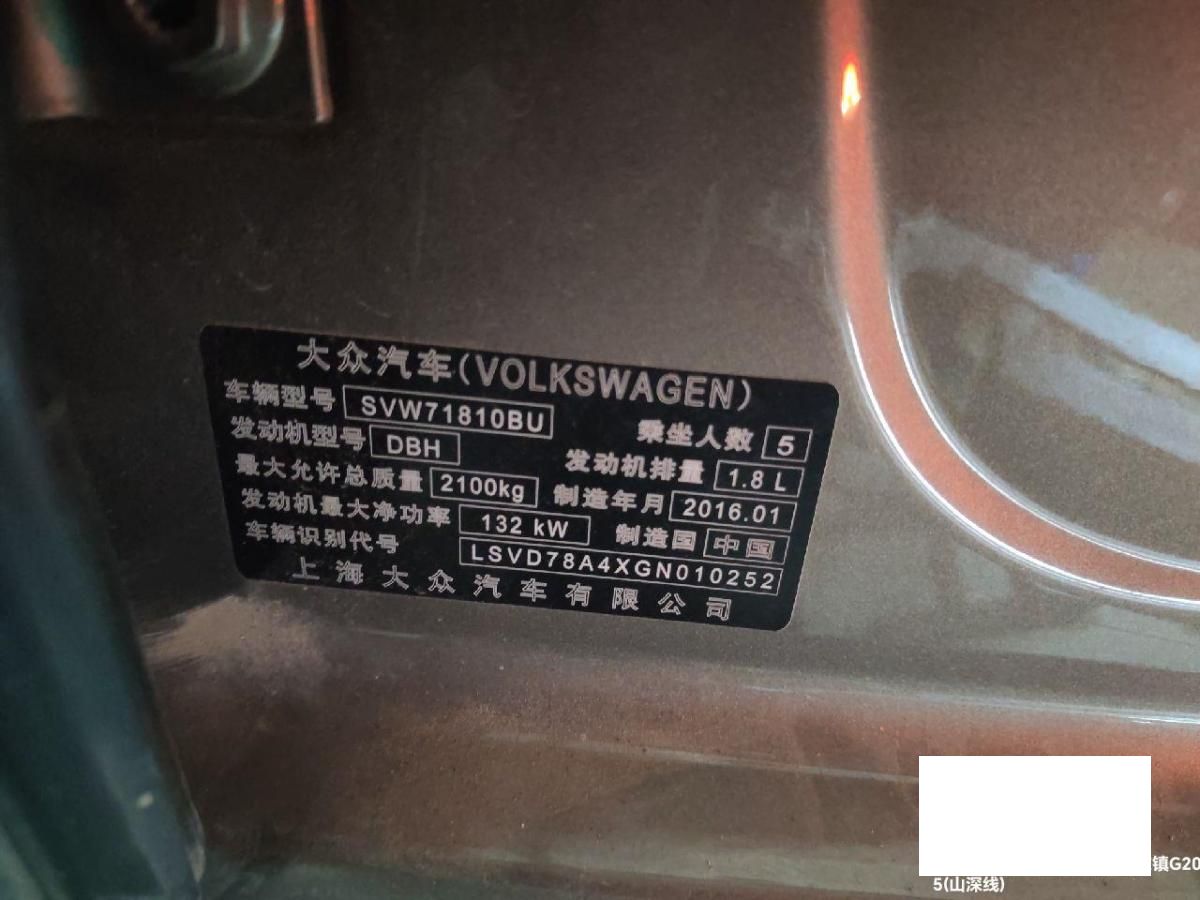 大众汽车(VOLKSWAGEN)
车辆型号 SVW71810BU 乘坐人数 5
发动机型号 DBH 发动机排量 1.8 L
最大允许总质量 2100kg 制造年月 2016.01
发动机最大净功率 132 kW 制造国 中国
车辆识别代号 LSVD78A4XGN010252
上海大众汽车有限公司
镇G20
5(山深线)